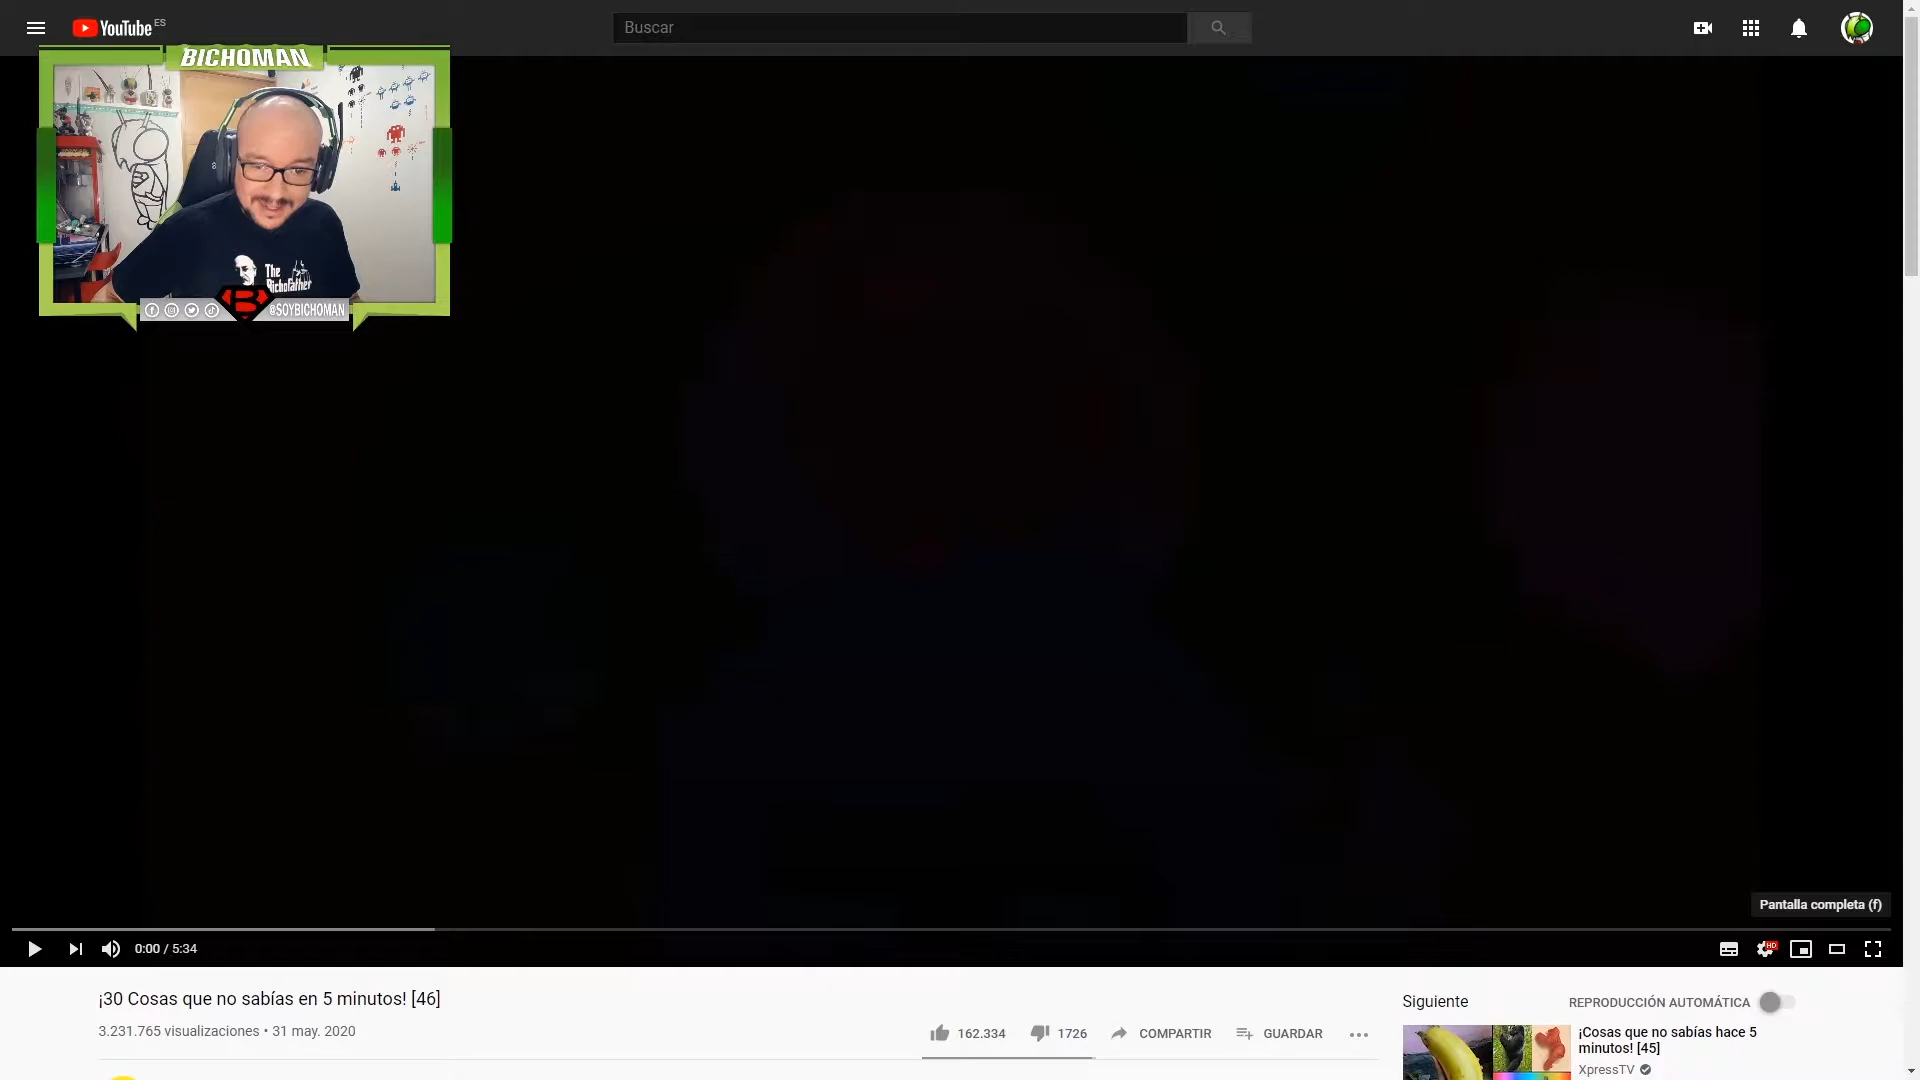 YouTube ES
Buscar
BICHOMAN
The
Bichofather
@SOYBICHOMAN
Pantalla completa (f)
0:00 / 5:34
HD
¡30 Cosas que no sabías en 5 minutos! [46]
3.231.765 visualizaciones • 31 may. 2020
162.334
1726
COMPARTIR
GUARDAR
Siguiente
REPRODUCCIÓN AUTOMÁTICA
¡Cosas que no sabías hace 5
minutos! [45]
XpressTV